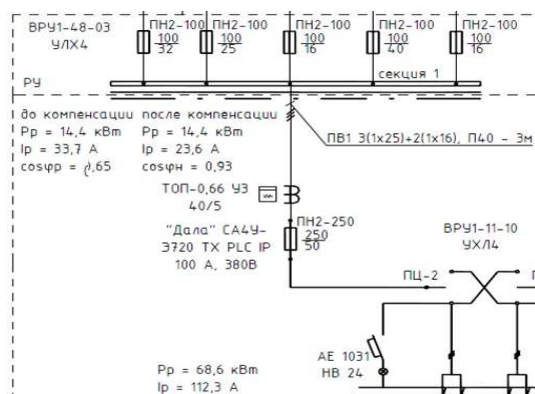 ВРУ1-48-03
УЛХ4
ПН2-100
100
32
ПН2-100
100
25
ПН2-100
100
16
ПН2-100
100
40
ПН2-100
100
16
РУ
секция 1
до компенсации
Рр = 14,4 кВт
Iр = 33,7 А
cosφр = 0,65
после компенсации
Рр = 14,4 кВт
Iр = 23,6 А
cosφн = 0,93
ПВ1 3(1х25)+2(1х16), П40 - 3м
ТОП-0,66 У3
40/5
"Дала" СА4У-
Э720 ТХ PLC IP
100 А, 380В
ПН2-250
250
50
ВРУ1-11-10
УХЛ4
ПЦ-2
П
АЕ 1031
НВ 24
Рр = 68,6 кВт
Iр = 112,3 А